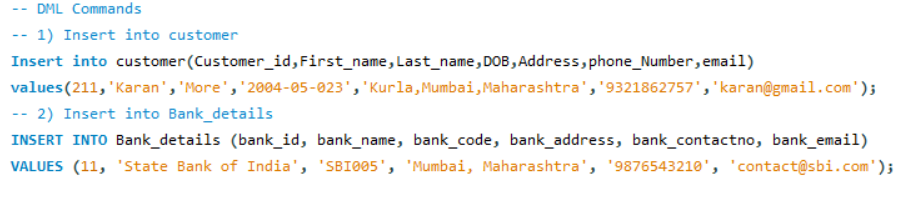 -- DML Commands
-- 1) Insert into customer
Insert into customer(Customer_id,First_name,Last_name,DOB,Address,phone_Number,email)
values(211,'Karan','More','2004-05-023','Kurla,Mumbai,Maharashtra','9321862757','karan@gmail.com');
-- 2) Insert into Bank_details
INSERT INTO Bank_details (bank_id, bank_name, bank_code, bank_address, bank_contactno, bank_email)
VALUES (11, 'State Bank of India', 'SBI005', 'Mumbai, Maharashtra', '9876543210', 'contact@sbi.com');